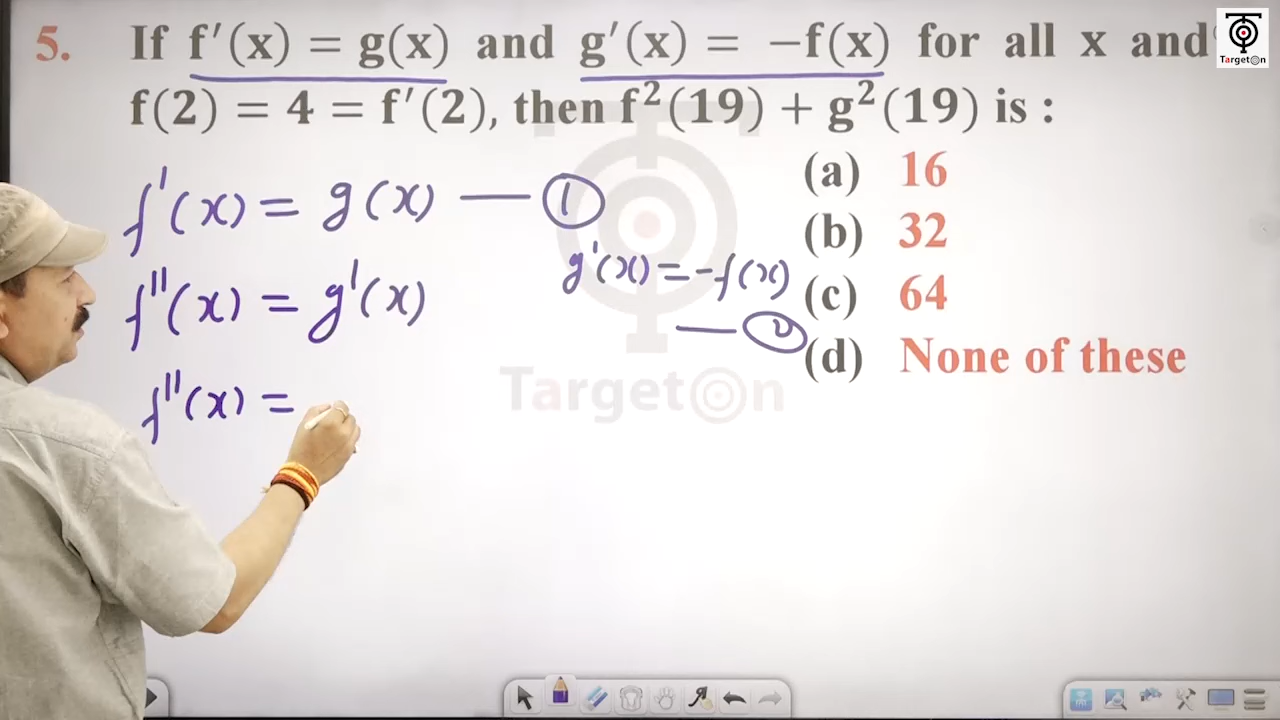 5. If f′(x) = g(x) and g′(x) = −f(x) for all x and
f(2) = 4 = f′(2), then f²(19) + g²(19) is :
(a) 16
(b) 32
(c) 64
(d) None of these
f'(x) = g(x) — ①
g'(x) = -f(x)
— ②
f''(x) = g'(x)
f''(x) =
TargetOn
TargetOn